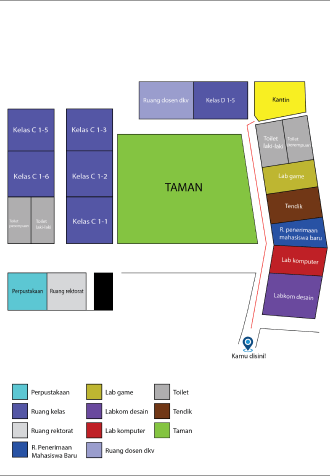 Ruang dosen dkv
Kelas D 1-5
Kantin
Kelas C 1-5
Kelas C 1-3
Toilet
laki-laki
Toilet
perempuan
Kelas C 1-6
Kelas C 1-2
TAMAN
Lab game
Tendik
Toilet
perempuan
Toilet
laki-laki
Kelas C 1-1
R. penerimaan
mahasiswa baru
Lab komputer
Perpustakaan
Ruang rektorat
Labkom desain
Kamu disini!
Perpustakaan
Lab game
Toilet
Ruang kelas
Labkom desain
Tendik
Ruang rektorat
Lab komputer
Taman
R. Penerimaan
Mahasiswa Baru
Ruang dosen dkv